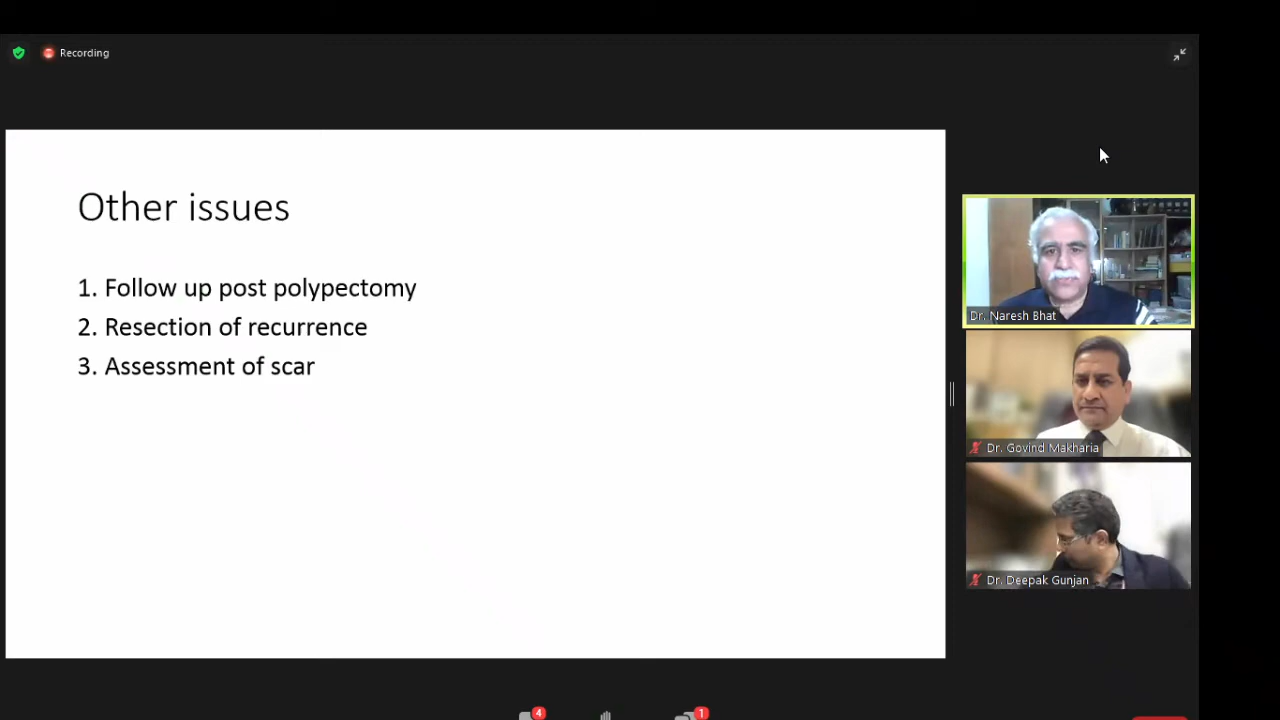 Recording
Other issues
1. Follow up post polypectomy
2. Resection of recurrence
3. Assessment of scar
Dr. Naresh Bhat
Dr. Govind Makharia
Dr. Deepak Gunjan
4
1